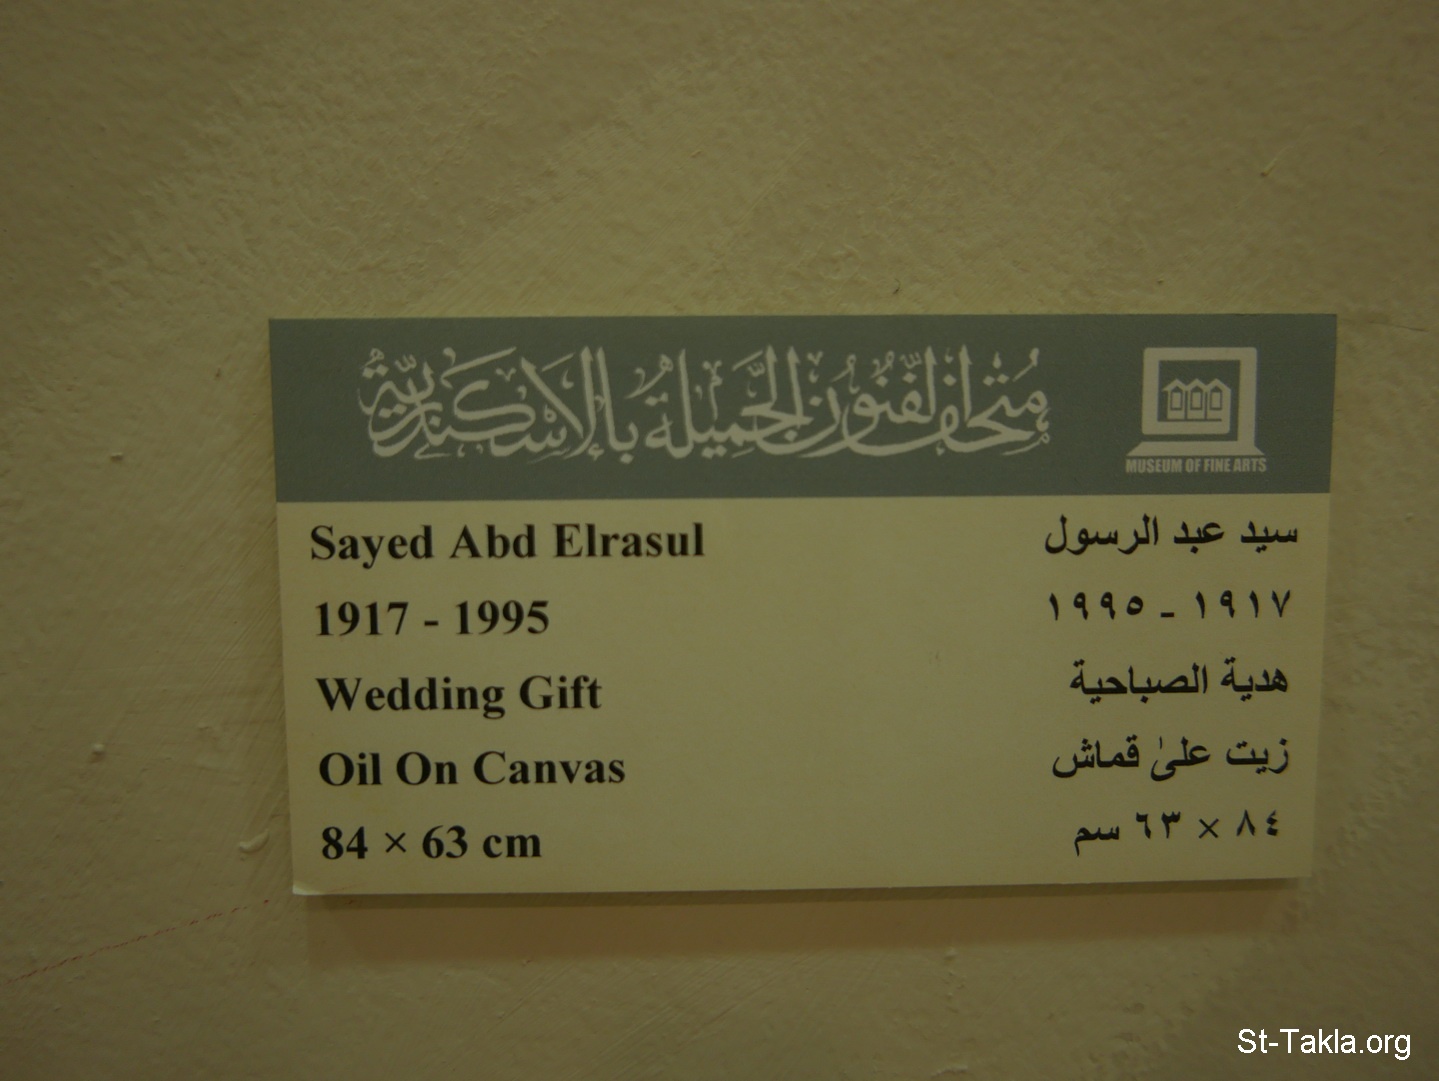 متحف الفنون الجميلة بالإسكندرية
MUSEUM OF FINE ARTS
Sayed Abd Elrasul
سيد عبد الرسول
1917 - 1995
١٩١٧ - ١٩٩٥
Wedding Gift
هدية الصباحية
Oil On Canvas
زيت على قماش
84 × 63 cm
٨٤ × ٦٣ سم
St-Takla.org